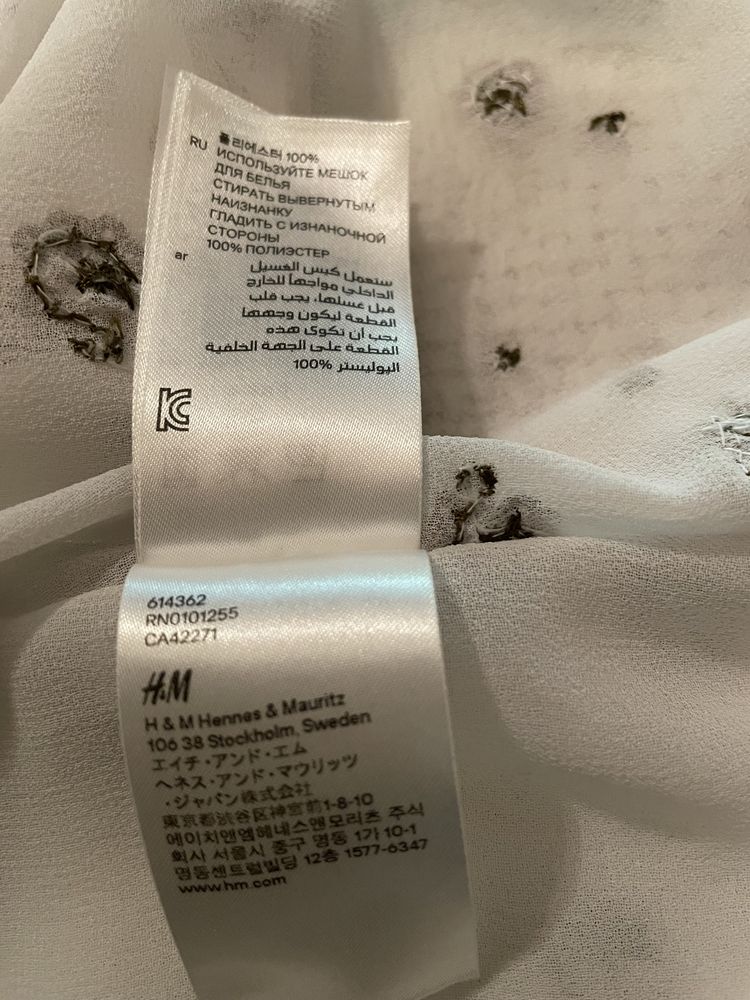 폴리에스터 100%
RU ИСПОЛЬЗУЙТЕ МЕШОК
ДЛЯ БЕЛЬЯ
СТИРАТЬ ВЫВЕРНУТЫМ
НАИЗНАНКУ
ГЛАДИТЬ С ИЗНАНОЧНОЙ
СТОРОНЫ
100% ПОЛИЭСТЕР
ar ستعمل كيس الغسيل
الداخلي مواجهاً للخارج
قبل غسلها، يجب قلب
القطعة ليكون وجهها
يجب أن تكوى هذه
القطعة على الجهة الخلفية
البوليستر 100%
614362
RN0101255
CA42271
H&M
H & M Hennes & Mauritz
106 38 Stockholm, Sweden
エイチ・アンド・エム
ヘネス・アンド・マウリッツ
・ジャパン株式会社
東京都渋谷区神宮前1-8-10
에이치앤엠헤네스앤모리츠 주식
회사 서울시 중구 명동 1가 10-1
명동센트럴빌딩 12층 1577-6347
www.hm.com